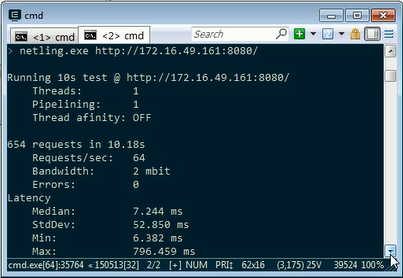 cmd
<1> cmd
<2> cmd
Search
> netling.exe http://172.16.49.161:8080/
Running 10s test @ http://172.16.49.161:8080/
Threads: 1
Pipelining: 1
Thread afinity: OFF
654 requests in 10.18s
Requests/sec: 64
Bandwidth: 2 mbit
Errors: 0
Latency
Median: 7.244 ms
StdDev: 52.850 ms
Min: 6.382 ms
Max: 796.459 ms
cmd.exe[64]:35764 « 150513[32] 2/2 [+] NUM PRI↕ 62x16 (3,175) 25V 39524 100%